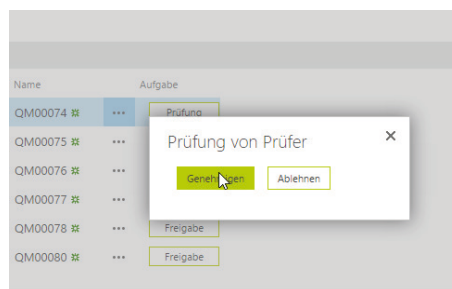 Name Aufgabe
QM00074 ... Prüfung
QM00075 ...
QM00076 ...
QM00077 ...
QM00078 ... Freigabe
QM00080 ... Freigabe
Prüfung von Prüfer ×
Genehmigen Ablehnen